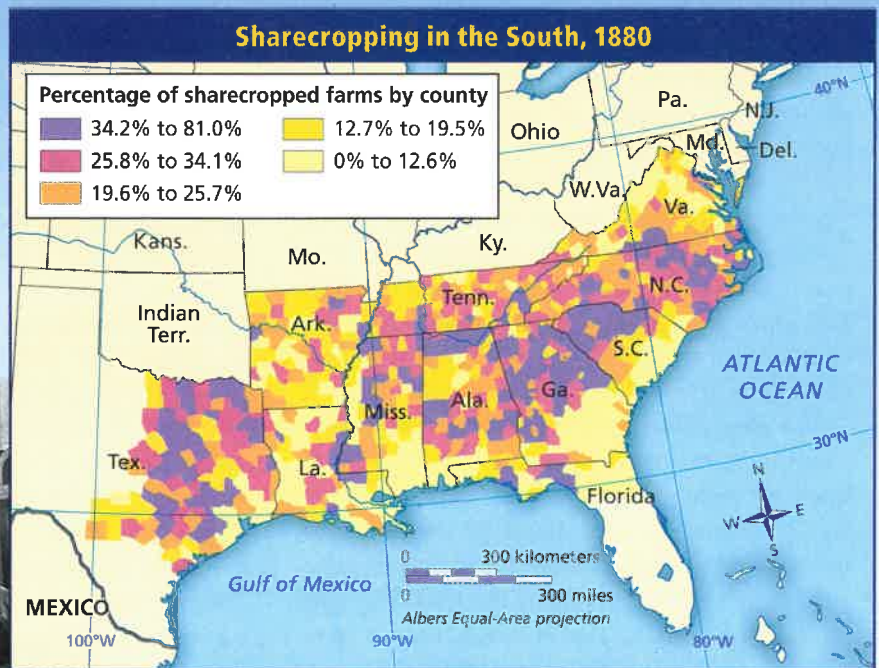 Sharecropping in the South, 1880
Percentage of sharecropped farms by county
34.2% to 81.0%
25.8% to 34.1%
19.6% to 25.7%
12.7% to 19.5%
0% to 12.6%
40°N
Pa.
N.J.
Ohio
Md.
Del.
W.Va.
Va.
Kans.
Mo.
Ky.
N.C.
Tenn.
Indian
Terr.
Ark.
S.C.
ATLANTIC
OCEAN
Miss.
Ala.
Ga.
30°N
Tex.
La.
Florida
N
W
E
S
0
300 kilometers
0
300 miles
Albers Equal-Area projection
Gulf of Mexico
MEXICO
100°W
90°W
80°W